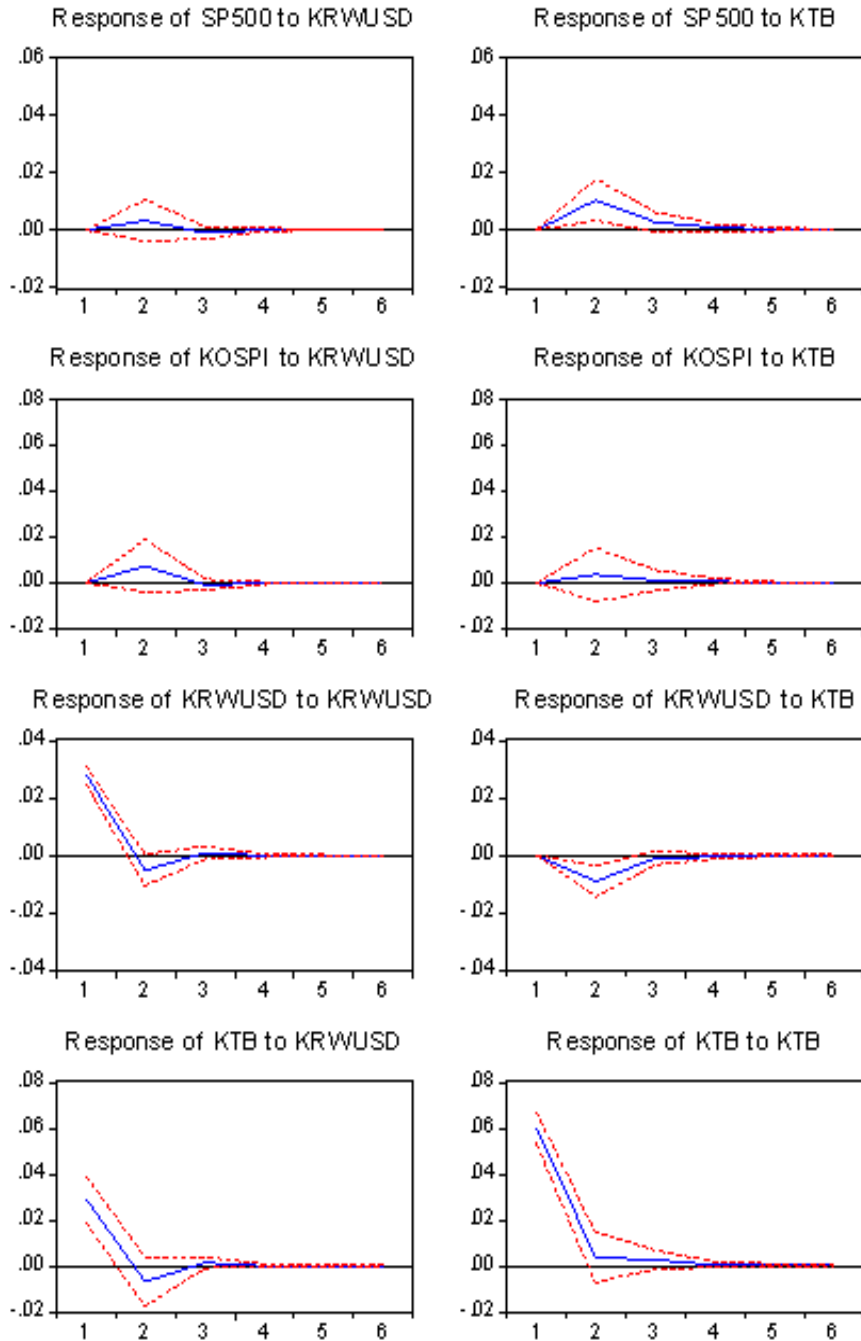 Response of SP500 to KRWUSD
.06
.04
.02
.00
-.02
1 2 3 4 5 6
Response of SP500 to KTB
.06
.04
.02
.00
-.02
1 2 3 4 5 6
Response of KOSPI to KRWUSD
.08
.06
.04
.02
.00
-.02
1 2 3 4 5 6
Response of KOSPI to KTB
.08
.06
.04
.02
.00
-.02
1 2 3 4 5 6
Response of KRWUSD to KRWUSD
.04
.02
.00
-.02
-.04
1 2 3 4 5 6
Response of KRWUSD to KTB
.04
.02
.00
-.02
-.04
1 2 3 4 5 6
Response of KTB to KRWUSD
.08
.06
.04
.02
.00
-.02
1 2 3 4 5 6
Response of KTB to KTB
.08
.06
.04
.02
.00
-.02
1 2 3 4 5 6